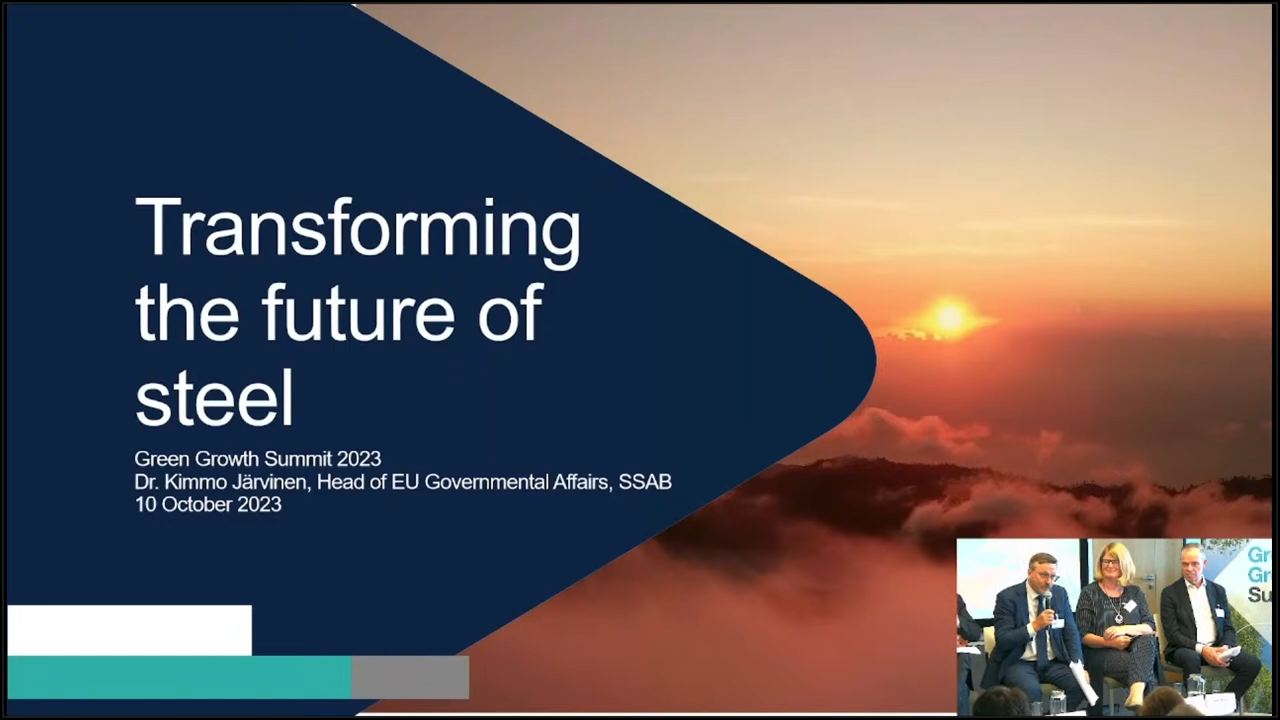 Transforming
the future of
steel
Green Growth Summit 2023
Dr. Kimmo Järvinen, Head of EU Governmental Affairs, SSAB
10 October 2023